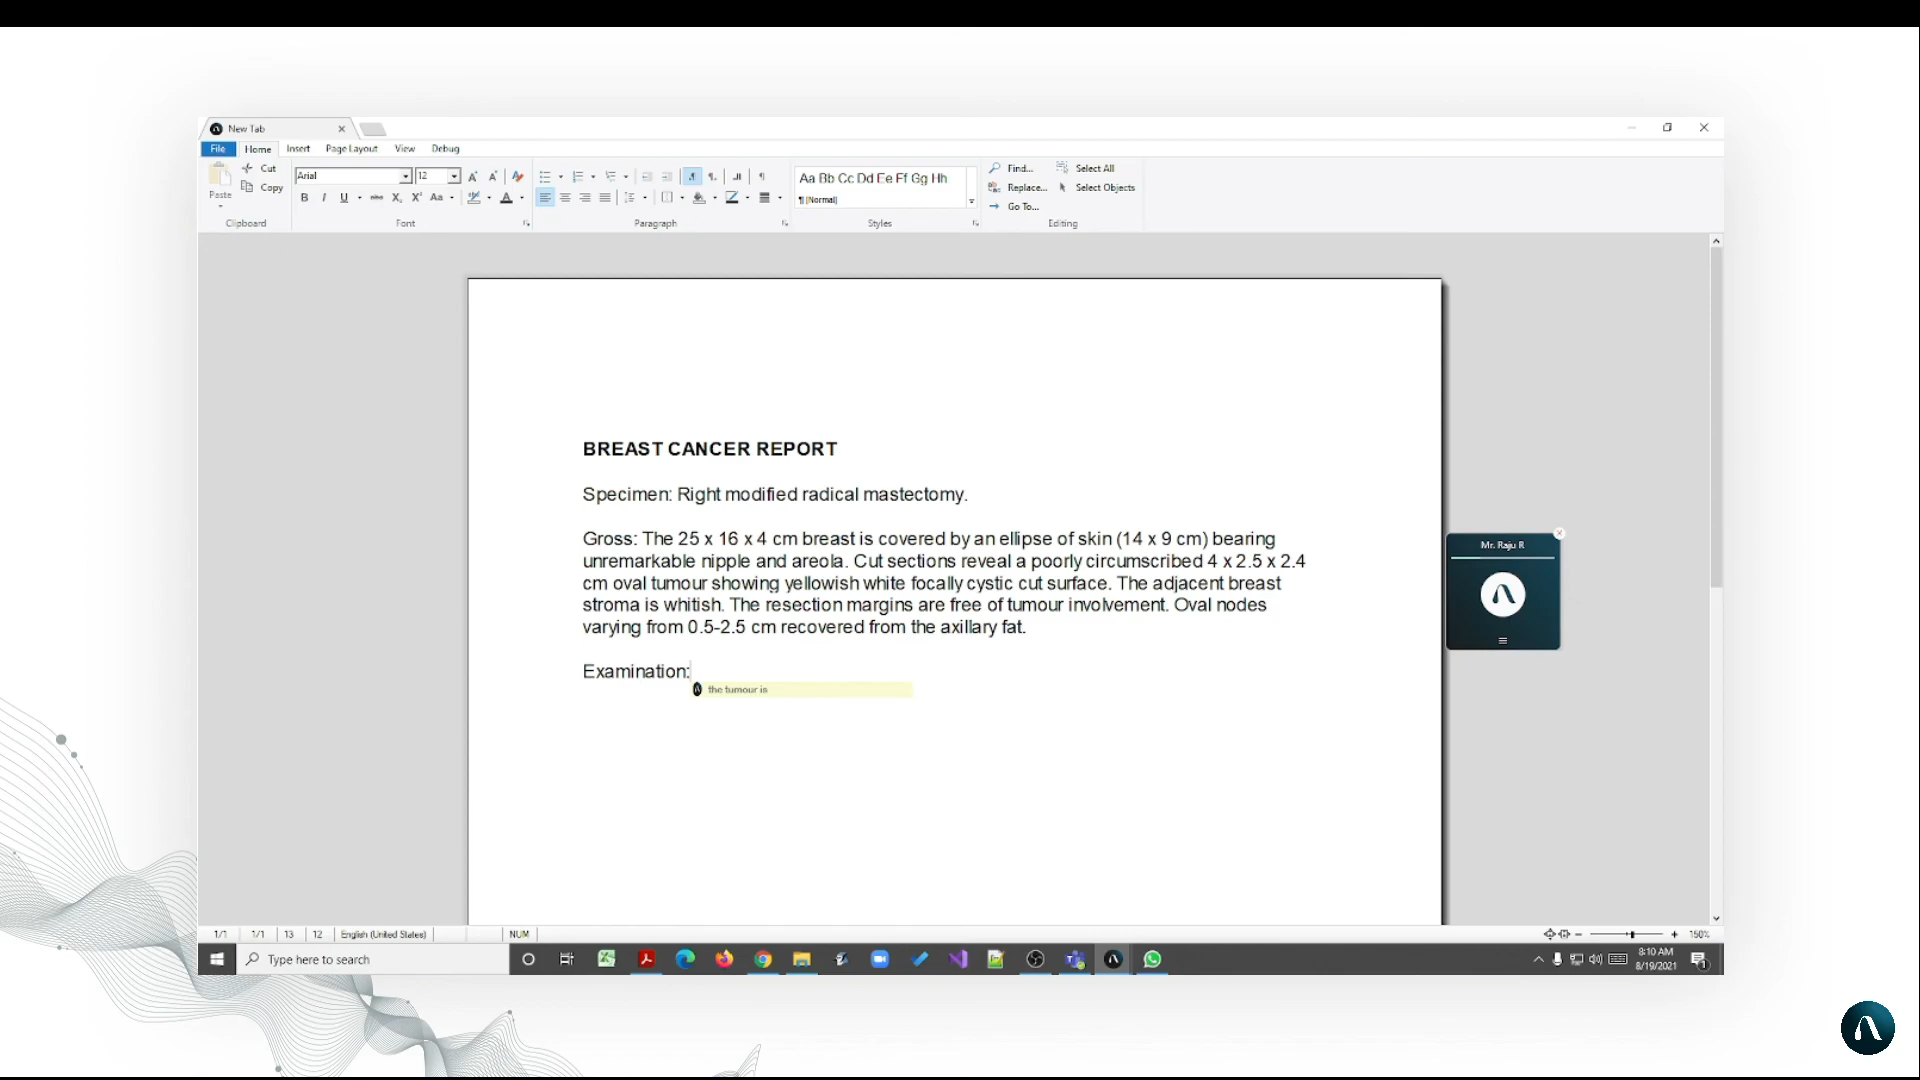 New Tab
File Home Insert Page Layout View Debug
Paste
Cut
Copy
Clipboard
Arial 12
B I U abc X₂ X² Aa A
Font
Paragraph
Aa Bb Cc Dd Ee Ff Gg Hh
¶ [Normal]
Styles
Find...
Replace...
Go To...
Select All
Select Objects
Editing
BREAST CANCER REPORT
Specimen: Right modified radical mastectomy.
Gross: The 25 x 16 x 4 cm breast is covered by an ellipse of skin (14 x 9 cm) bearing
unremarkable nipple and areola. Cut sections reveal a poorly circumscribed 4 x 2.5 x 2.4
cm oval tumour showing yellowish white focally cystic cut surface. The adjacent breast
stroma is whitish. The resection margins are free of tumour involvement. Oval nodes
varying from 0.5-2.5 cm recovered from the axillary fat.
Examination:
the tumour is
Mr. Raju R
1/1 1/1 13 12 English (United States) NUM 150%
Type here to search
8:10 AM
8/19/2021